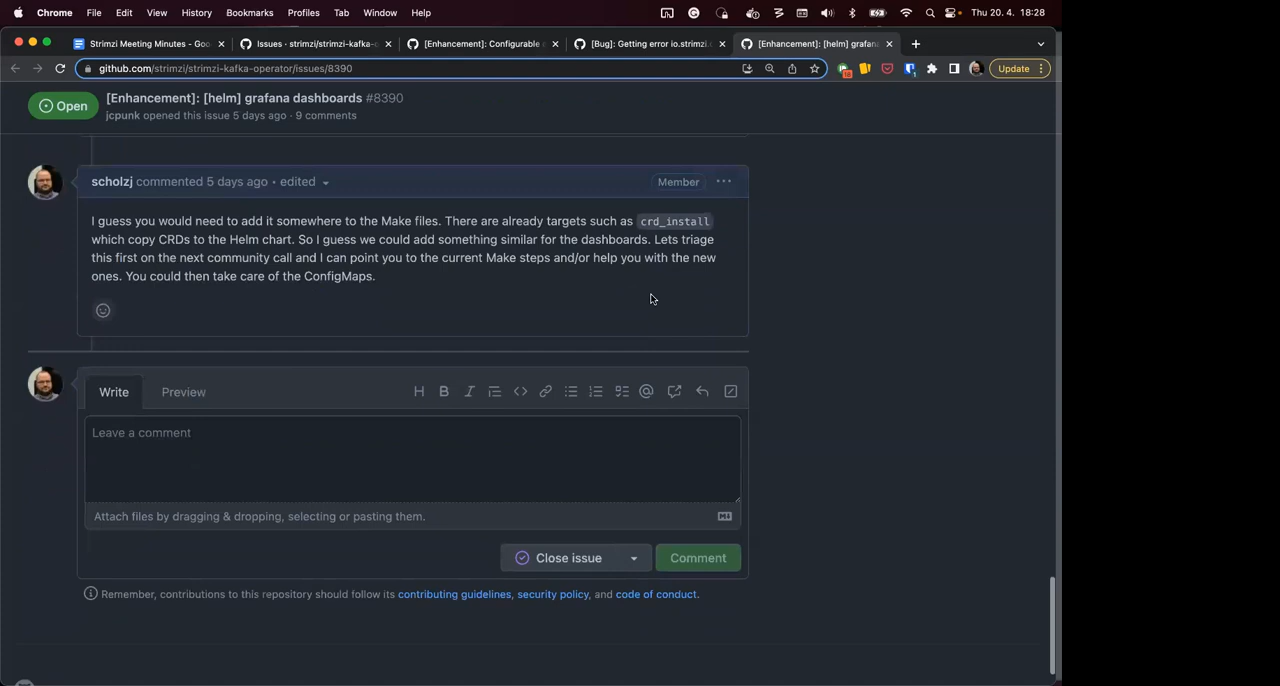 Chrome File Edit View History Bookmarks Profiles Tab Window Help Thu 20. 4. 18:28
Strimzi Meeting Minutes - Goo Issues · strimzi/strimzi-kafka-o [Enhancement]: Configurable [Bug]: Getting error io.strimzi. [Enhancement]: [helm] grafana
github.com/strimzi/strimzi-kafka-operator/issues/8390 18 Update
Open [Enhancement]: [helm] grafana dashboards #8390
jcpunk opened this issue 5 days ago · 9 comments
scholzj commented 5 days ago • edited Member
I guess you would need to add it somewhere to the Make files. There are already targets such as crd_install
which copy CRDs to the Helm chart. So I guess we could add something similar for the dashboards. Lets triage
this first on the next community call and I can point you to the current Make steps and/or help you with the new
ones. You could then take care of the ConfigMaps.
Write Preview
Leave a comment
Attach files by dragging & dropping, selecting or pasting them.
Close issue Comment
Remember, contributions to this repository should follow its contributing guidelines, security policy, and code of conduct.